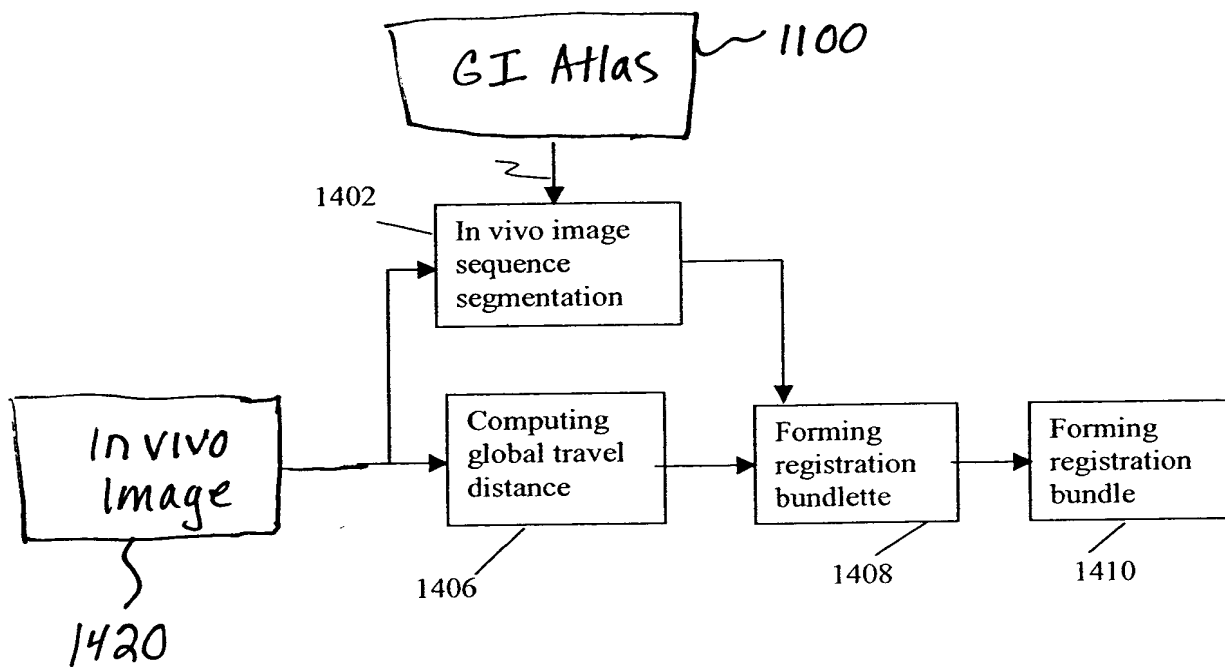 GI Atlas
1100
1402
In vivo image
sequence
segmentation
In vivo
Image
1420
Computing
global travel
distance
1406
Forming
registration
bundlette
1408
Forming
registration
bundle
1410